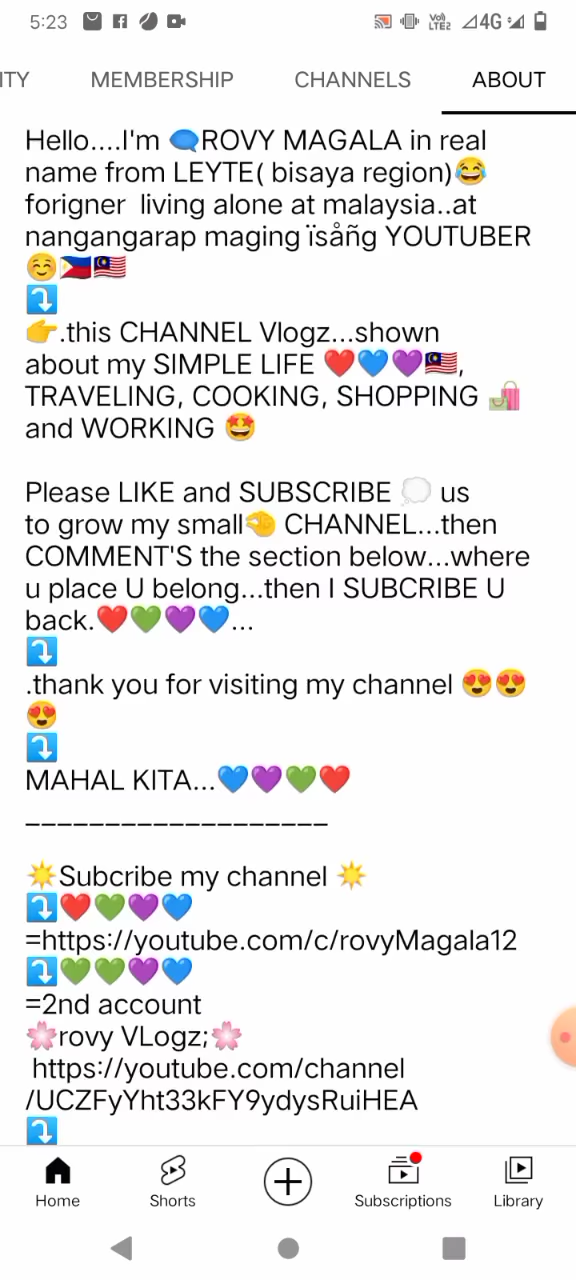 5:23
Vo)) LTE2 4G
ITY MEMBERSHIP CHANNELS ABOUT
Hello....I'm 🗨️ROVY MAGALA in real
name from LEYTE( bisaya region)😂
forigner living alone at malaysia..at
nangangarap maging ïsåñg YOUTUBER
☺️🇵🇭🇲🇾
⤵️
👉.this CHANNEL Vlogz...shown
about my SIMPLE LIFE ❤️💙💜🇲🇾,
TRAVELING, COOKING, SHOPPING 🛍️
and WORKING 🤩
Please LIKE and SUBSCRIBE 💭 us
to grow my small🤏 CHANNEL...then
COMMENT'S the section below...where
u place U belong...then I SUBCRIBE U
back.❤️💚💜💙...
⤵️
.thank you for visiting my channel 😍😍
😍
⤵️
MAHAL KITA...💙💜💚❤️
___________________
☀️Subcribe my channel ☀️
⤵️❤️💚💜💙
=https://youtube.com/c/rovyMagala12
⤵️💚💚💜💙
=2nd account
🌸rovy VLogz;🌸
https://youtube.com/channel
/UCZFyYht33kFY9ydysRuiHEA
⤵️
Home Shorts Subscriptions Library